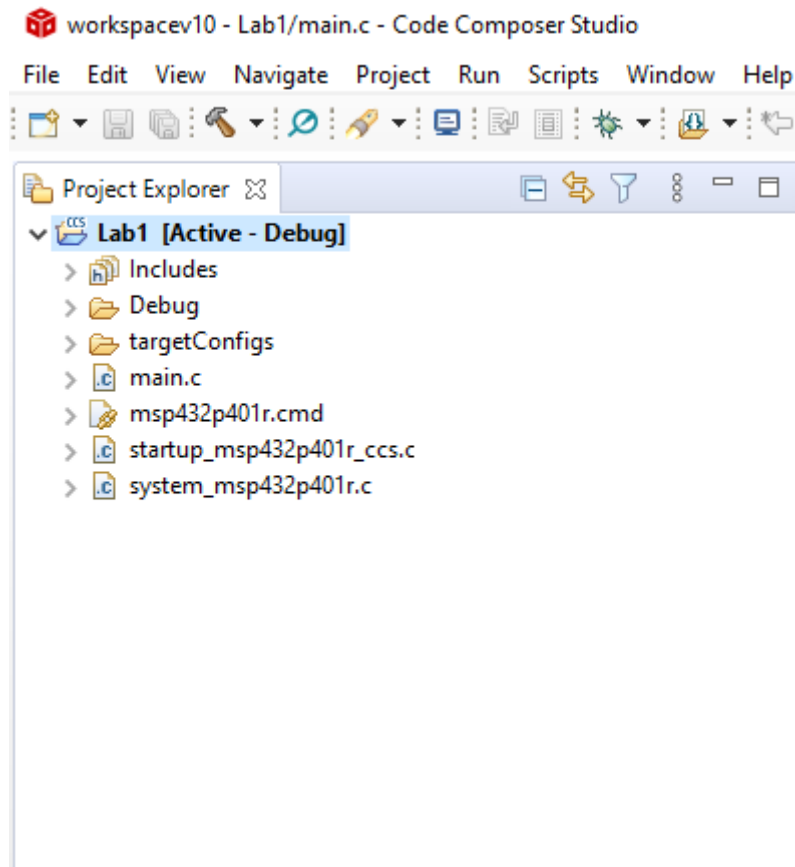 workspacev10 - Lab1/main.c - Code Composer Studio
File Edit View Navigate Project Run Scripts Window Help
Project Explorer
CCS
Lab1 [Active - Debug]
h Includes
Debug
targetConfigs
.c main.c
msp432p401r.cmd
.c startup_msp432p401r_ccs.c
.c system_msp432p401r.c